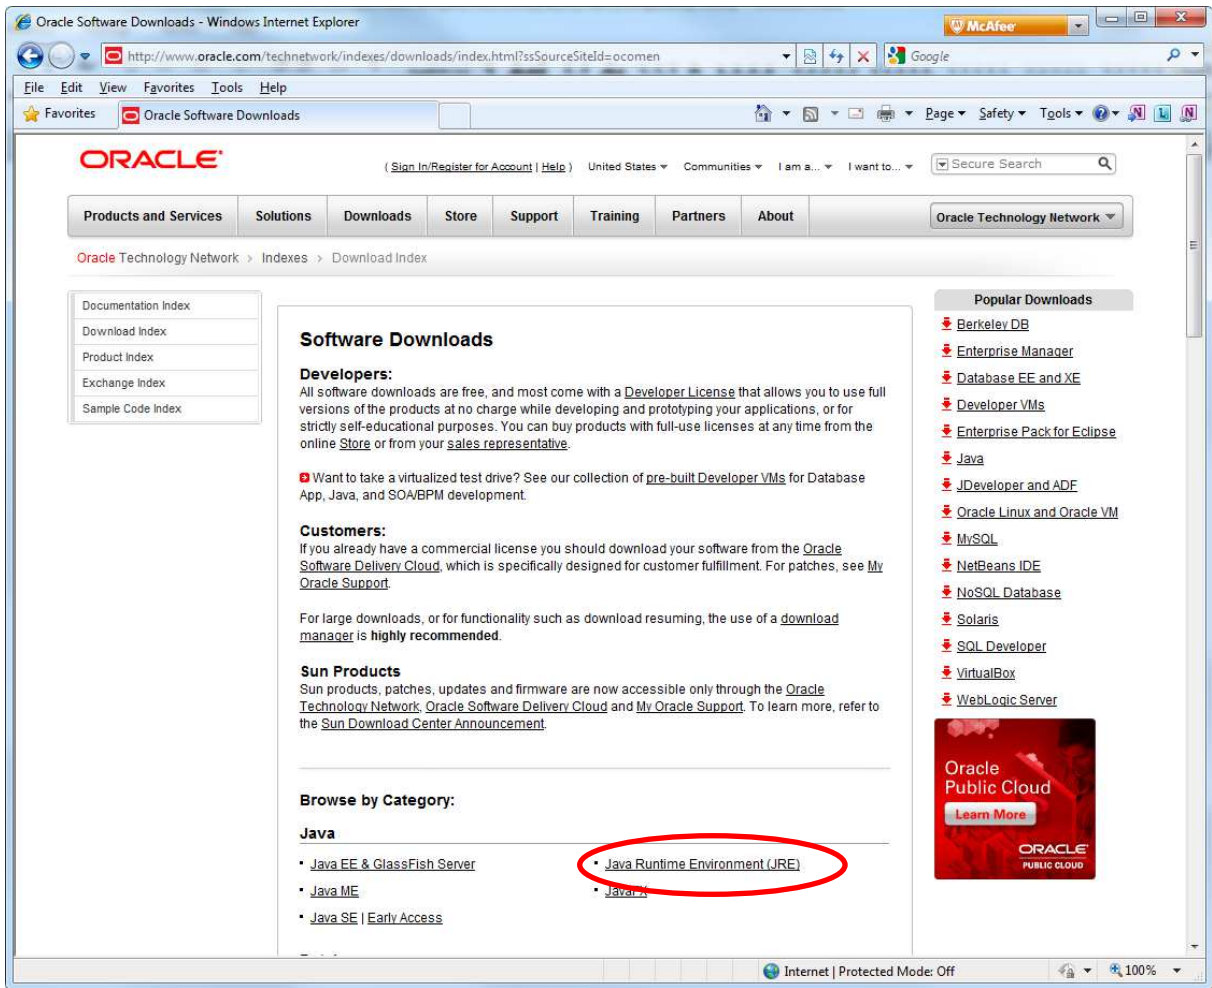 Oracle Software Downloads - Windows Internet Explorer
McAfee
http://www.oracle.com/technetwork/indexes/downloads/index.html?ssSourceSiteId=ocomen
Google
File Edit View Favorites Tools Help
Favorites Oracle Software Downloads Page Safety Tools
ORACLE
( Sign In/Register for Account | Help ) United States Communities I am a... I want to... Secure Search
Products and Services Solutions Downloads Store Support Training Partners About Oracle Technology Network
Oracle Technology Network > Indexes > Download Index
Documentation Index
Download Index
Product Index
Exchange Index
Sample Code Index
Software Downloads
Developers:
All software downloads are free, and most come with a Developer License that allows you to use full
versions of the products at no charge while developing and prototyping your applications, or for
strictly self-educational purposes. You can buy products with full-use licenses at any time from the
online Store or from your sales representative.
Want to take a virtualized test drive? See our collection of pre-built Developer VMs for Database
App, Java, and SOA/BPM development.
Customers:
If you already have a commercial license you should download your software from the Oracle
Software Delivery Cloud, which is specifically designed for customer fulfillment. For patches, see My
Oracle Support.
For large downloads, or for functionality such as download resuming, the use of a download
manager is highly recommended.
Sun Products
Sun products, patches, updates and firmware are now accessible only through the Oracle
Technology Network, Oracle Software Delivery Cloud and My Oracle Support. To learn more, refer to
the Sun Download Center Announcement.
Browse by Category:
Java
Java EE & GlassFish Server
Java ME
Java SE | Early Access
Java Runtime Environment (JRE)
JavaFX
Popular Downloads
Berkeley DB
Enterprise Manager
Database EE and XE
Developer VMs
Enterprise Pack for Eclipse
Java
JDeveloper and ADF
Oracle Linux and Oracle VM
MySQL
NetBeans IDE
NoSQL Database
Solaris
SQL Developer
VirtualBox
WebLogic Server
Oracle
Public Cloud
Learn More
ORACLE
PUBLIC CLOUD
Internet | Protected Mode: Off 100%